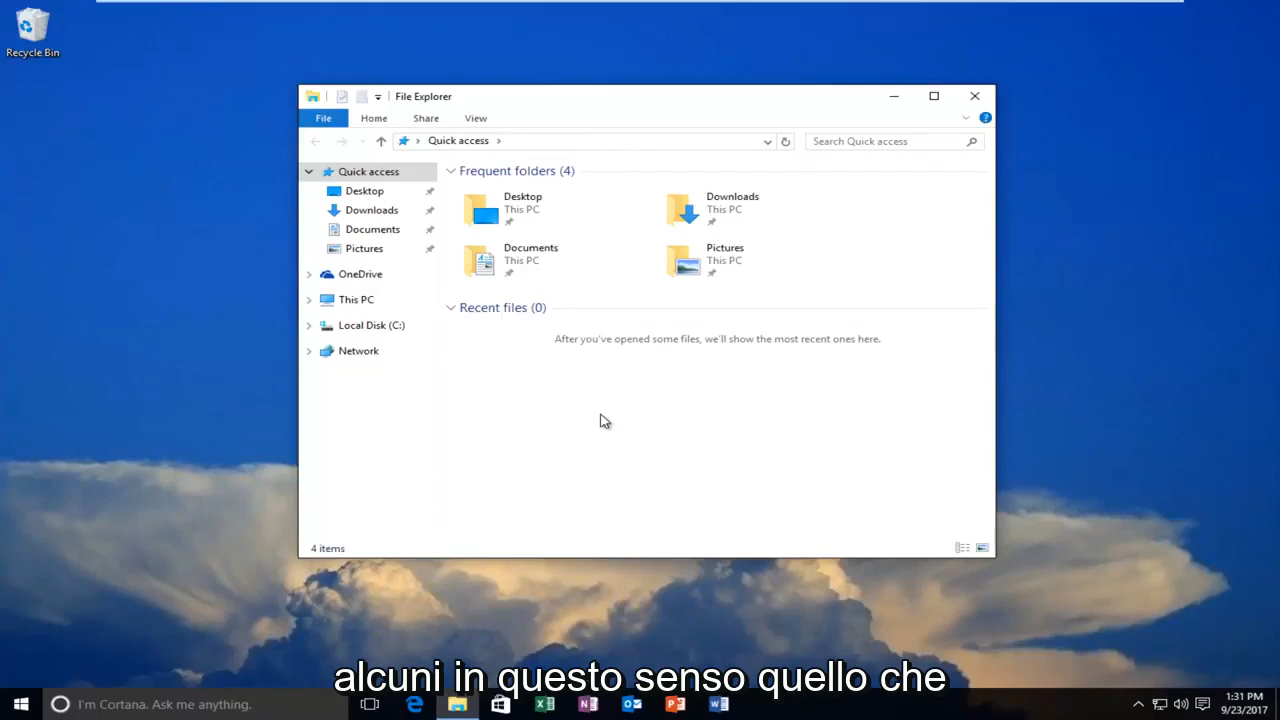 Recycle Bin
File Explorer
File Home Share View
Quick access
Search Quick access
Quick access
Desktop
Downloads
Documents
Pictures
OneDrive
This PC
Local Disk (C:)
Network
Frequent folders (4)
Desktop
This PC
Downloads
This PC
Documents
This PC
Pictures
This PC
Recent files (0)
After you've opened some files, we'll show the most recent ones here.
4 items
alcuni in questo senso quello che
I'm Cortana. Ask me anything.
1:31 PM
9/23/2017